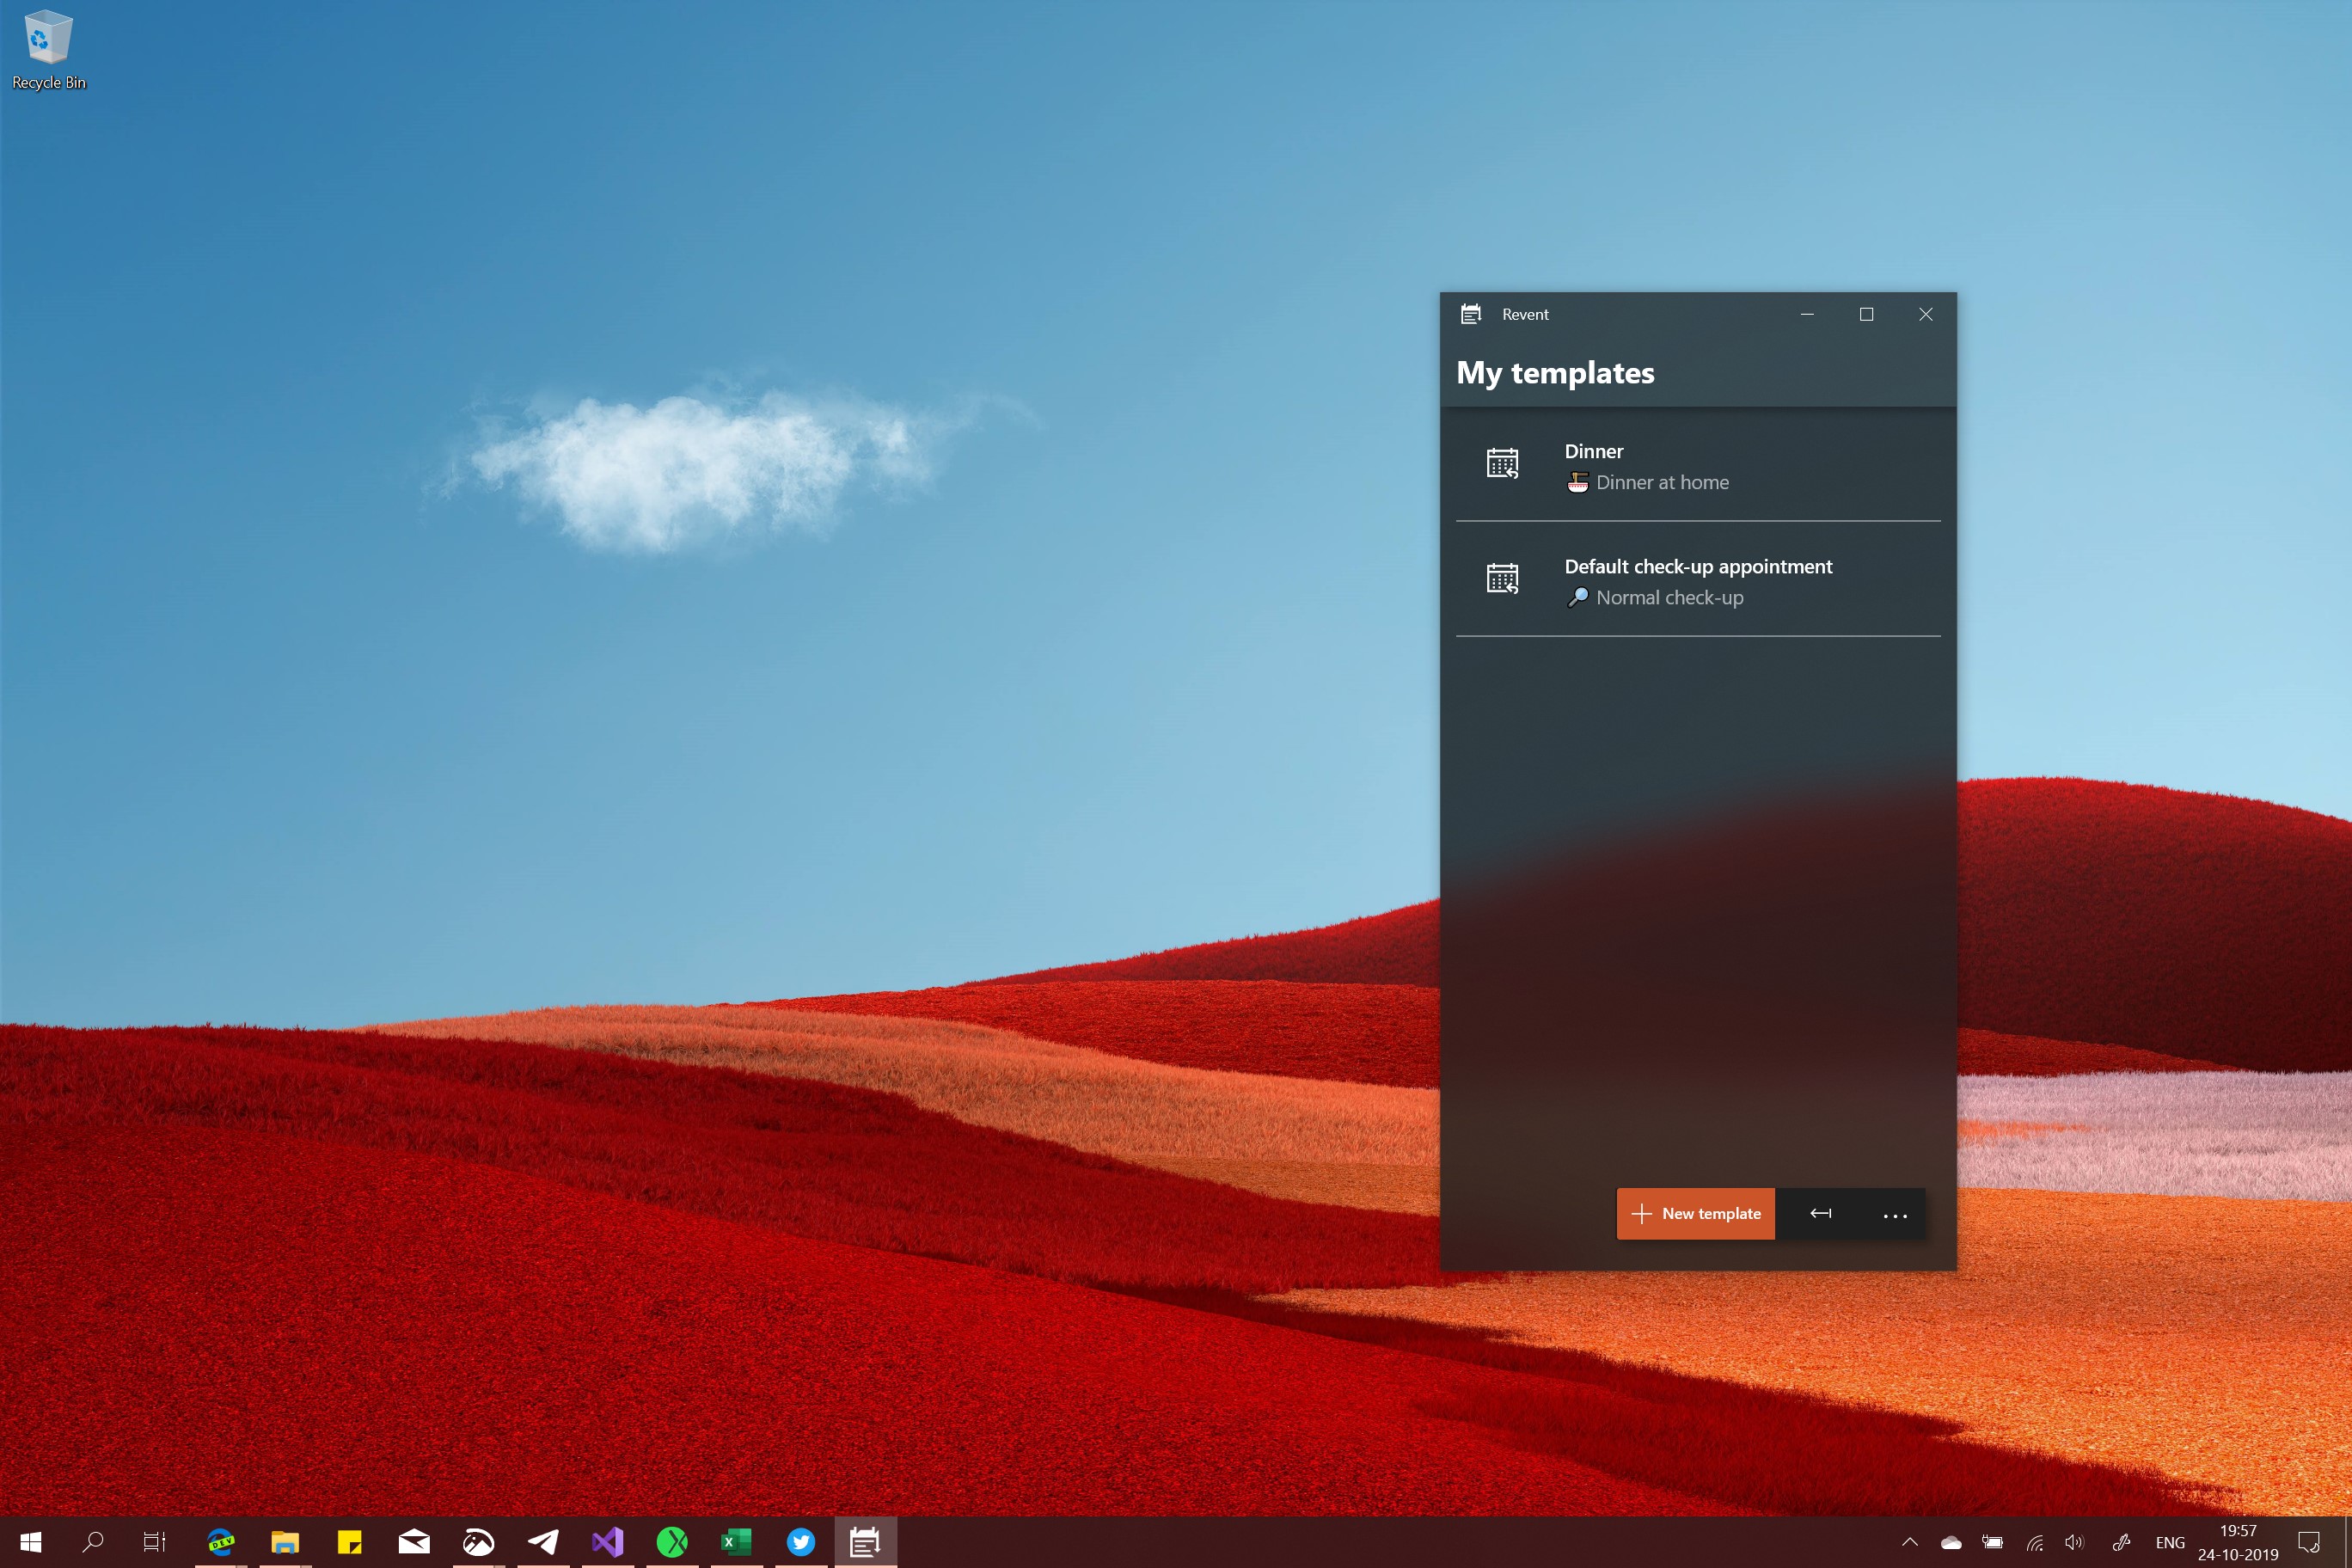 Recycle Bin
Revent
My templates
Dinner
Dinner at home
Default check-up appointment
Normal check-up
New template
DEV
ENG
19:57
24-10-2019